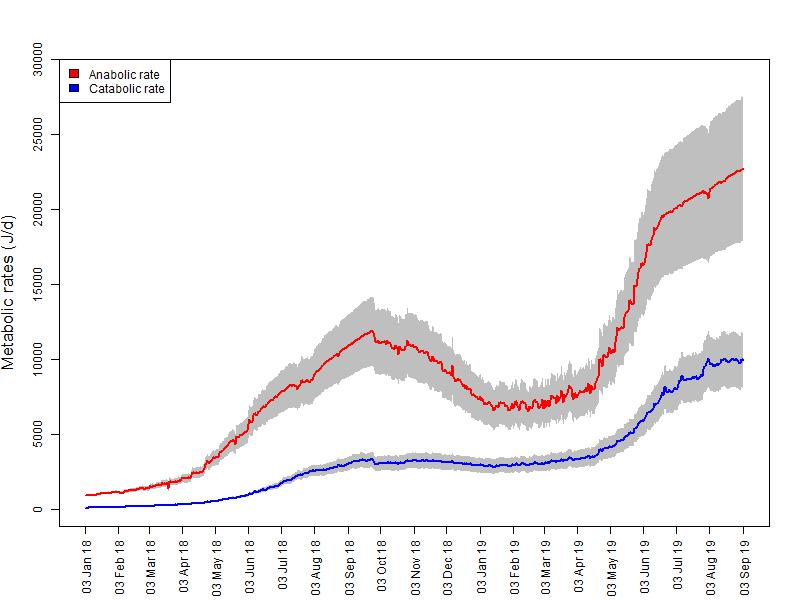 Anabolic rate
Catabolic rate
Metabolic rates (J/d)
30000
25000
20000
15000
10000
5000
0
03 Jan 18
03 Feb 18
03 Mar 18
03 Apr 18
03 May 18
03 Jun 18
03 Jul 18
03 Aug 18
03 Sep 18
03 Oct 18
03 Nov 18
03 Dec 18
03 Jan 19
03 Feb 19
03 Mar 19
03 Apr 19
03 May 19
03 Jun 19
03 Jul 19
03 Aug 19
03 Sep 19